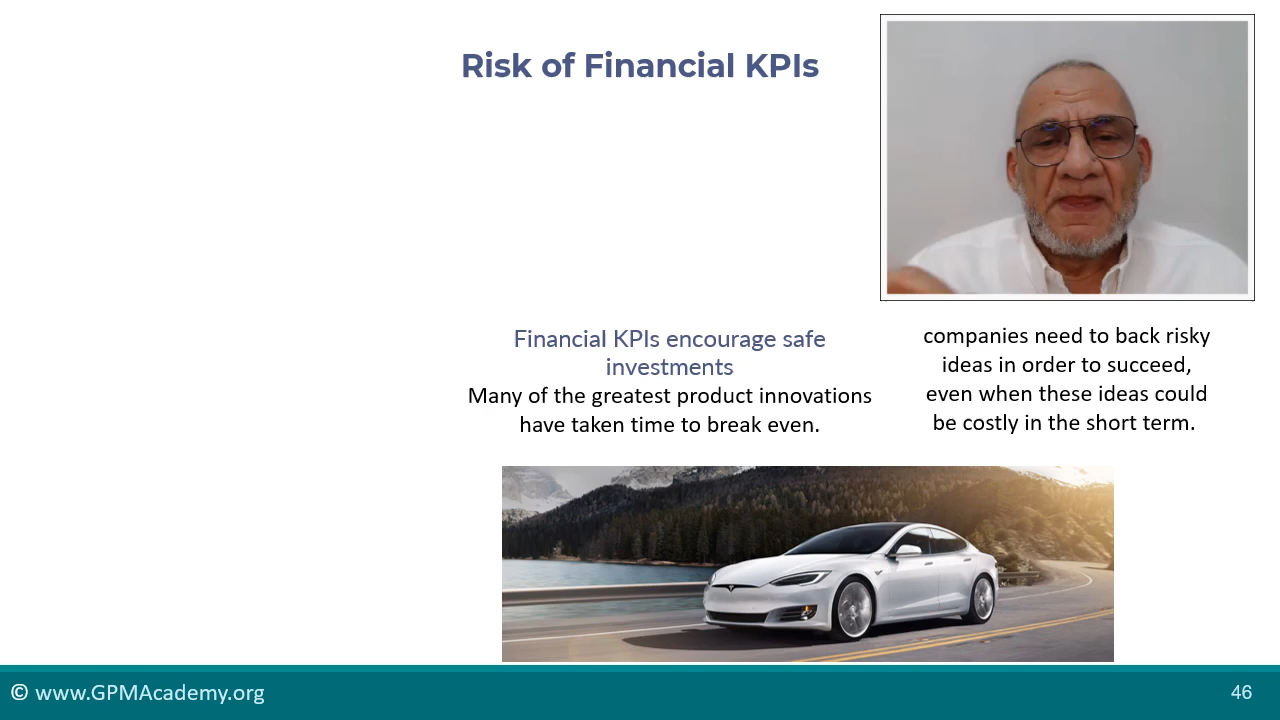 Risk of Financial KPIs
Financial KPIs encourage safe
investments
Many of the greatest product innovations
have taken time to break even.
companies need to back risky
ideas in order to succeed,
even when these ideas could
be costly in the short term.
© www.GPMAcademy.org
46